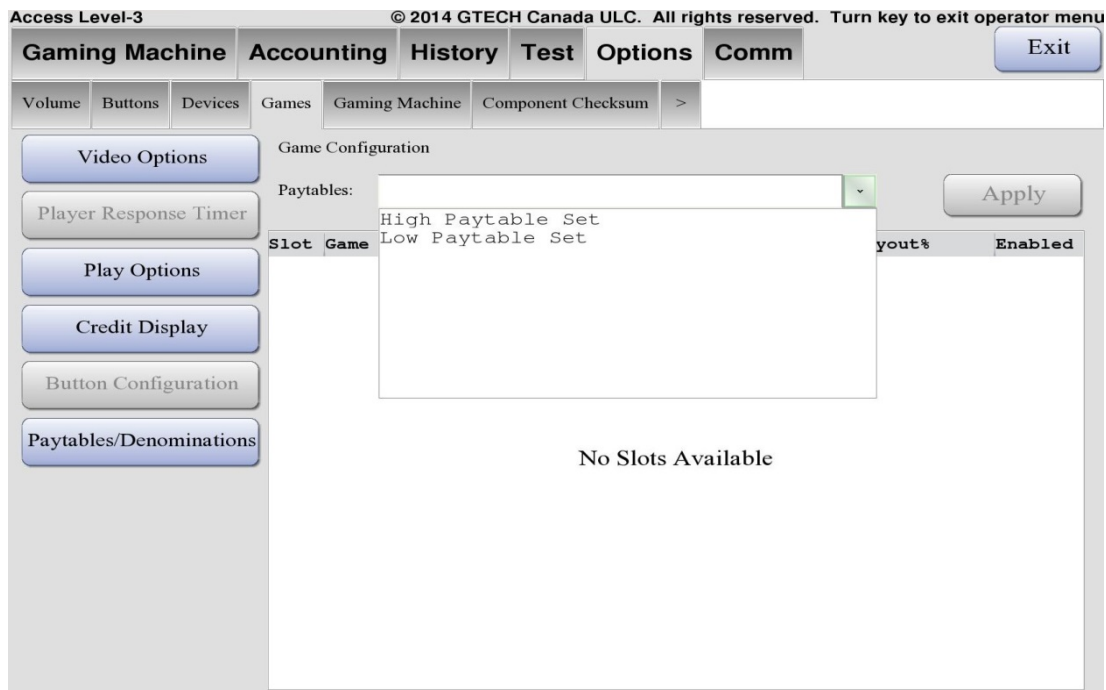 Access Level-3 © 2014 GTECH Canada ULC. All rights reserved. Turn key to exit operator menu
Gaming Machine Accounting History Test Options Comm Exit
Volume Buttons Devices Games Gaming Machine Component Checksum >
Video Options
Player Response Timer
Play Options
Credit Display
Button Configuration
Paytables/Denominations
Game Configuration
Paytables: Apply
High Paytable Set
Low Paytable Set
Slot Game yout% Enabled
No Slots Available